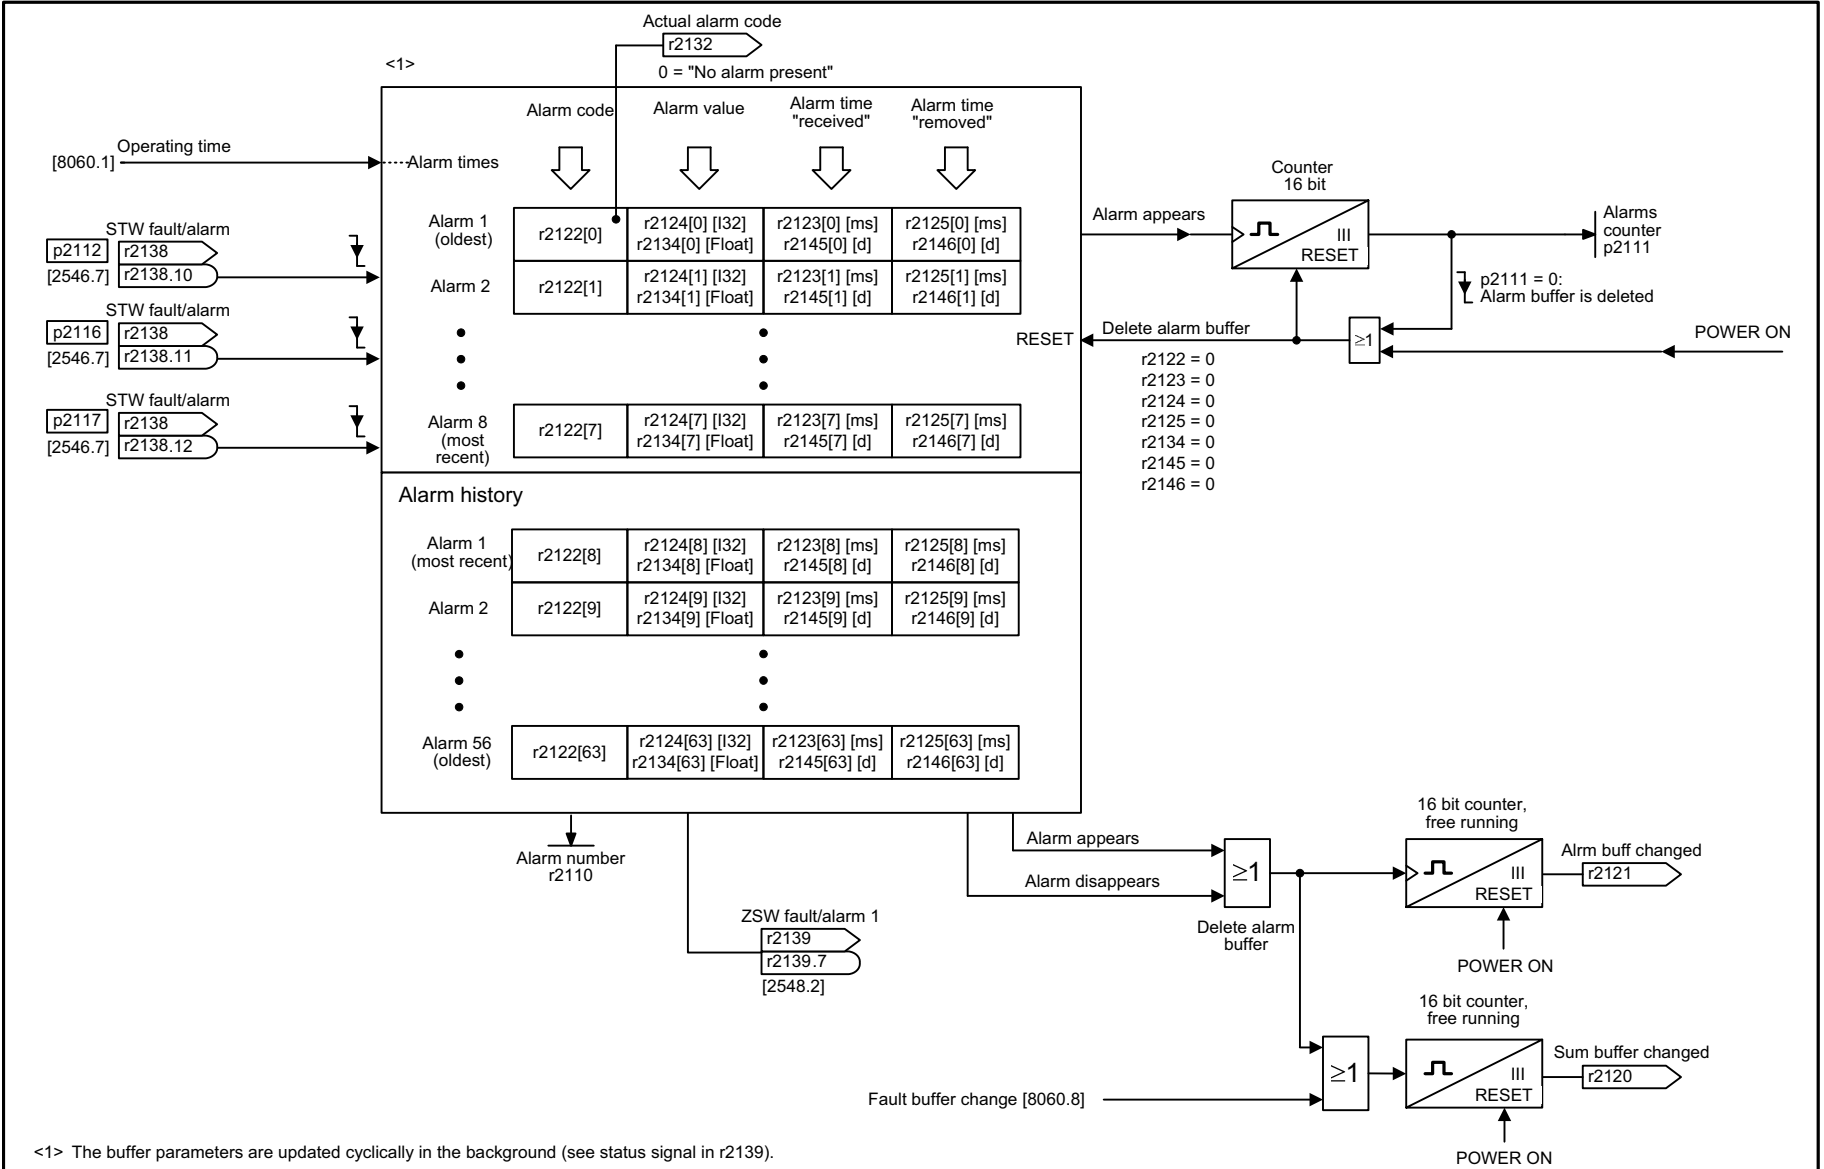 Actual alarm code
r2132
0 = "No alarm present"
<1>
Alarm code
Alarm value
Alarm time
"received"
Alarm time
"removed"
Operating time
[8060.1]
Alarm times
STW fault/alarm
p2112
r2138
[2546.7]
r2138.10
STW fault/alarm
p2116
r2138
[2546.7]
r2138.11
STW fault/alarm
p2117
r2138
[2546.7]
r2138.12
Alarm 1
(oldest)
r2122[0]
r2124[0] [I32]
r2134[0] [Float]
r2123[0] [ms]
r2145[0] [d]
r2125[0] [ms]
r2146[0] [d]
Alarm 2
r2122[1]
r2124[1] [I32]
r2134[1] [Float]
r2123[1] [ms]
r2145[1] [d]
r2125[1] [ms]
r2146[1] [d]
RESET
Alarm 8
(most
recent)
r2122[7]
r2124[7] [I32]
r2134[7] [Float]
r2123[7] [ms]
r2145[7] [d]
r2125[7] [ms]
r2146[7] [d]
Alarm appears
Counter
16 bit
III
RESET
Alarms
counter
p2111
p2111 = 0:
Alarm buffer is deleted
Delete alarm buffer
≥1
POWER ON
r2122 = 0
r2123 = 0
r2124 = 0
r2125 = 0
r2134 = 0
r2145 = 0
r2146 = 0
Alarm history
Alarm 1
(most recent)
r2122[8]
r2124[8] [I32]
r2134[8] [Float]
r2123[8] [ms]
r2145[8] [d]
r2125[8] [ms]
r2146[8] [d]
Alarm 2
r2122[9]
r2124[9] [I32]
r2134[9] [Float]
r2123[9] [ms]
r2145[9] [d]
r2125[9] [ms]
r2146[9] [d]
Alarm 56
(oldest)
r2122[63]
r2124[63] [I32]
r2134[63] [Float]
r2123[63] [ms]
r2145[63] [d]
r2125[63] [ms]
r2146[63] [d]
Alarm number
r2110
ZSW fault/alarm 1
r2139
r2139.7
[2548.2]
Alarm appears
Alarm disappears
≥1
Delete alarm
buffer
16 bit counter,
free running
III
RESET
POWER ON
Alrm buff changed
r2121
16 bit counter,
free running
Fault buffer change [8060.8]
≥1
III
RESET
POWER ON
Sum buffer changed
r2120
<1> The buffer parameters are updated cyclically in the background (see status signal in r2139).